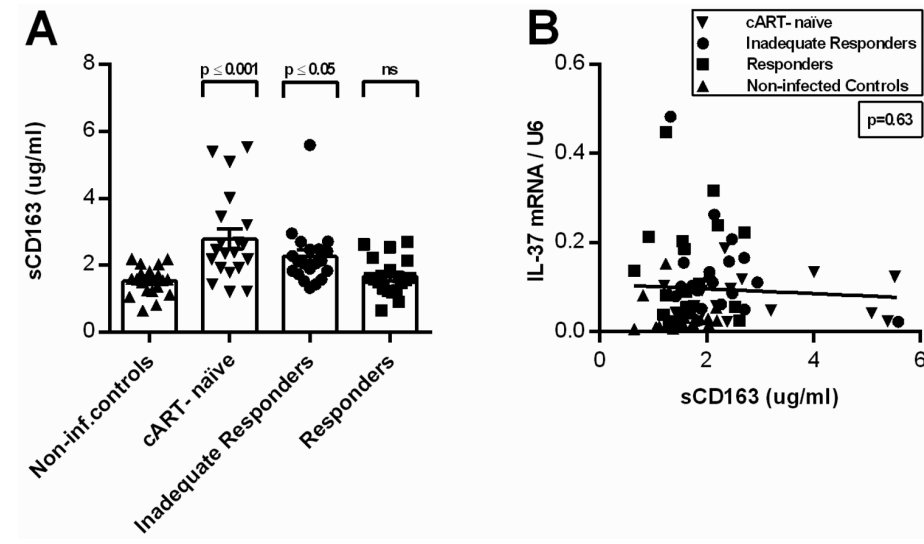 A
8
6
4
2
0
sCD163 (ug/ml)
p ≤ 0.001
p ≤ 0.05
ns
Non-inf.controls
cART- naïve
Inadequate Responders
Responders
B
cART- naïve
Inadequate Responders
Responders
Non-infected Controls
p=0.63
0.6
0.4
0.2
0.0
IL-37 mRNA / U6
0
2
4
6
sCD163 (ug/ml)